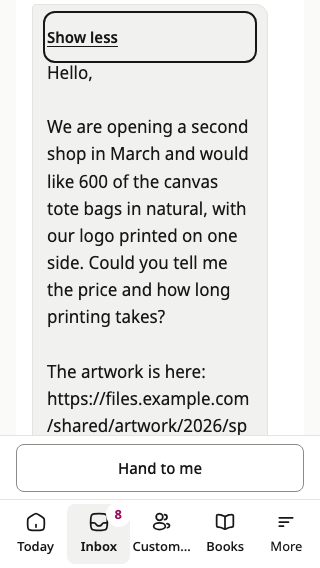 Show less
Hello,
We are opening a second
shop in March and would
like 600 of the canvas
tote bags in natural, with
our logo printed on one
side. Could you tell me
the price and how long
printing takes?
The artwork is here:
https://files.example.com
/shared/artwork/2026/sp
Hand to me
8
Today
Inbox
Custom...
Books
More